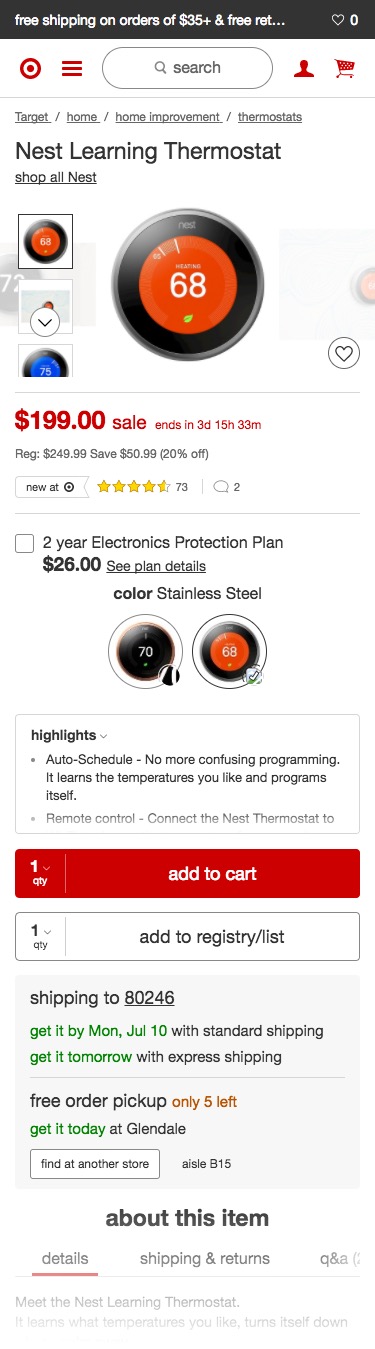 free shipping on orders of $35+ & free ret...
0
search
Target / home / home improvement / thermostats
Nest Learning Thermostat
shop all Nest
68
72
nest
65
HEATING
68
75
$199.00 sale ends in 3d 15h 33m
Reg: $249.99 Save $50.99 (20% off)
new at
73
2
2 year Electronics Protection Plan
$26.00 See plan details
color Stainless Steel
70
68
highlights
• Auto-Schedule - No more confusing programming.
It learns the temperatures you like and programs
itself.
• Remote control - Connect the Nest Thermostat to
1
qty
add to cart
1
qty
add to registry/list
shipping to 80246
get it by Mon, Jul 10 with standard shipping
get it tomorrow with express shipping
free order pickup only 5 left
get it today at Glendale
find at another store
aisle B15
about this item
details
shipping & returns
q&a
Meet the Nest Learning Thermostat.
It learns what temperatures you like, turns itself down